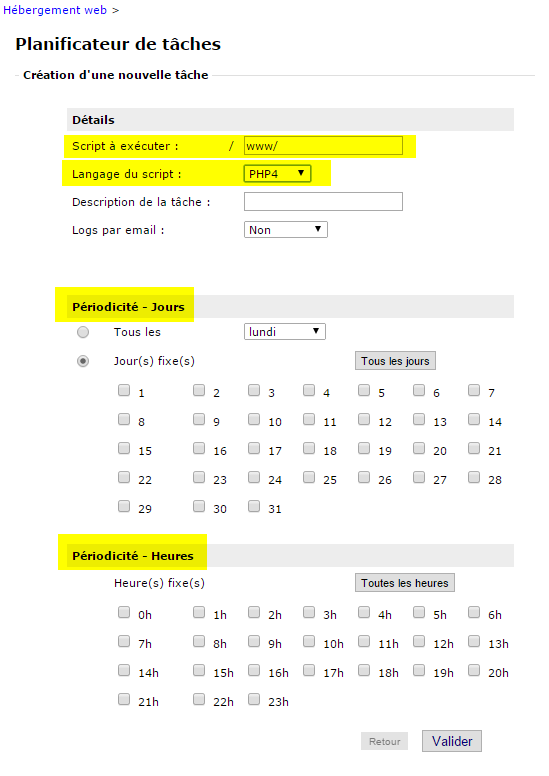 Hébergement web >
Planificateur de tâches
Création d'une nouvelle tâche
Détails
Script à exécuter : / www/
Langage du script : PHP4
Description de la tâche :
Logs par email : Non
Périodicité - Jours
Tous les lundi
Jour(s) fixe(s) Tous les jours
1 2 3 4 5 6 7
8 9 10 11 12 13 14
15 16 17 18 19 20 21
22 23 24 25 26 27 28
29 30 31
Périodicité - Heures
Heure(s) fixe(s) Toutes les heures
0h 1h 2h 3h 4h 5h 6h
7h 8h 9h 10h 11h 12h 13h
14h 15h 16h 17h 18h 19h 20h
21h 22h 23h
Retour Valider